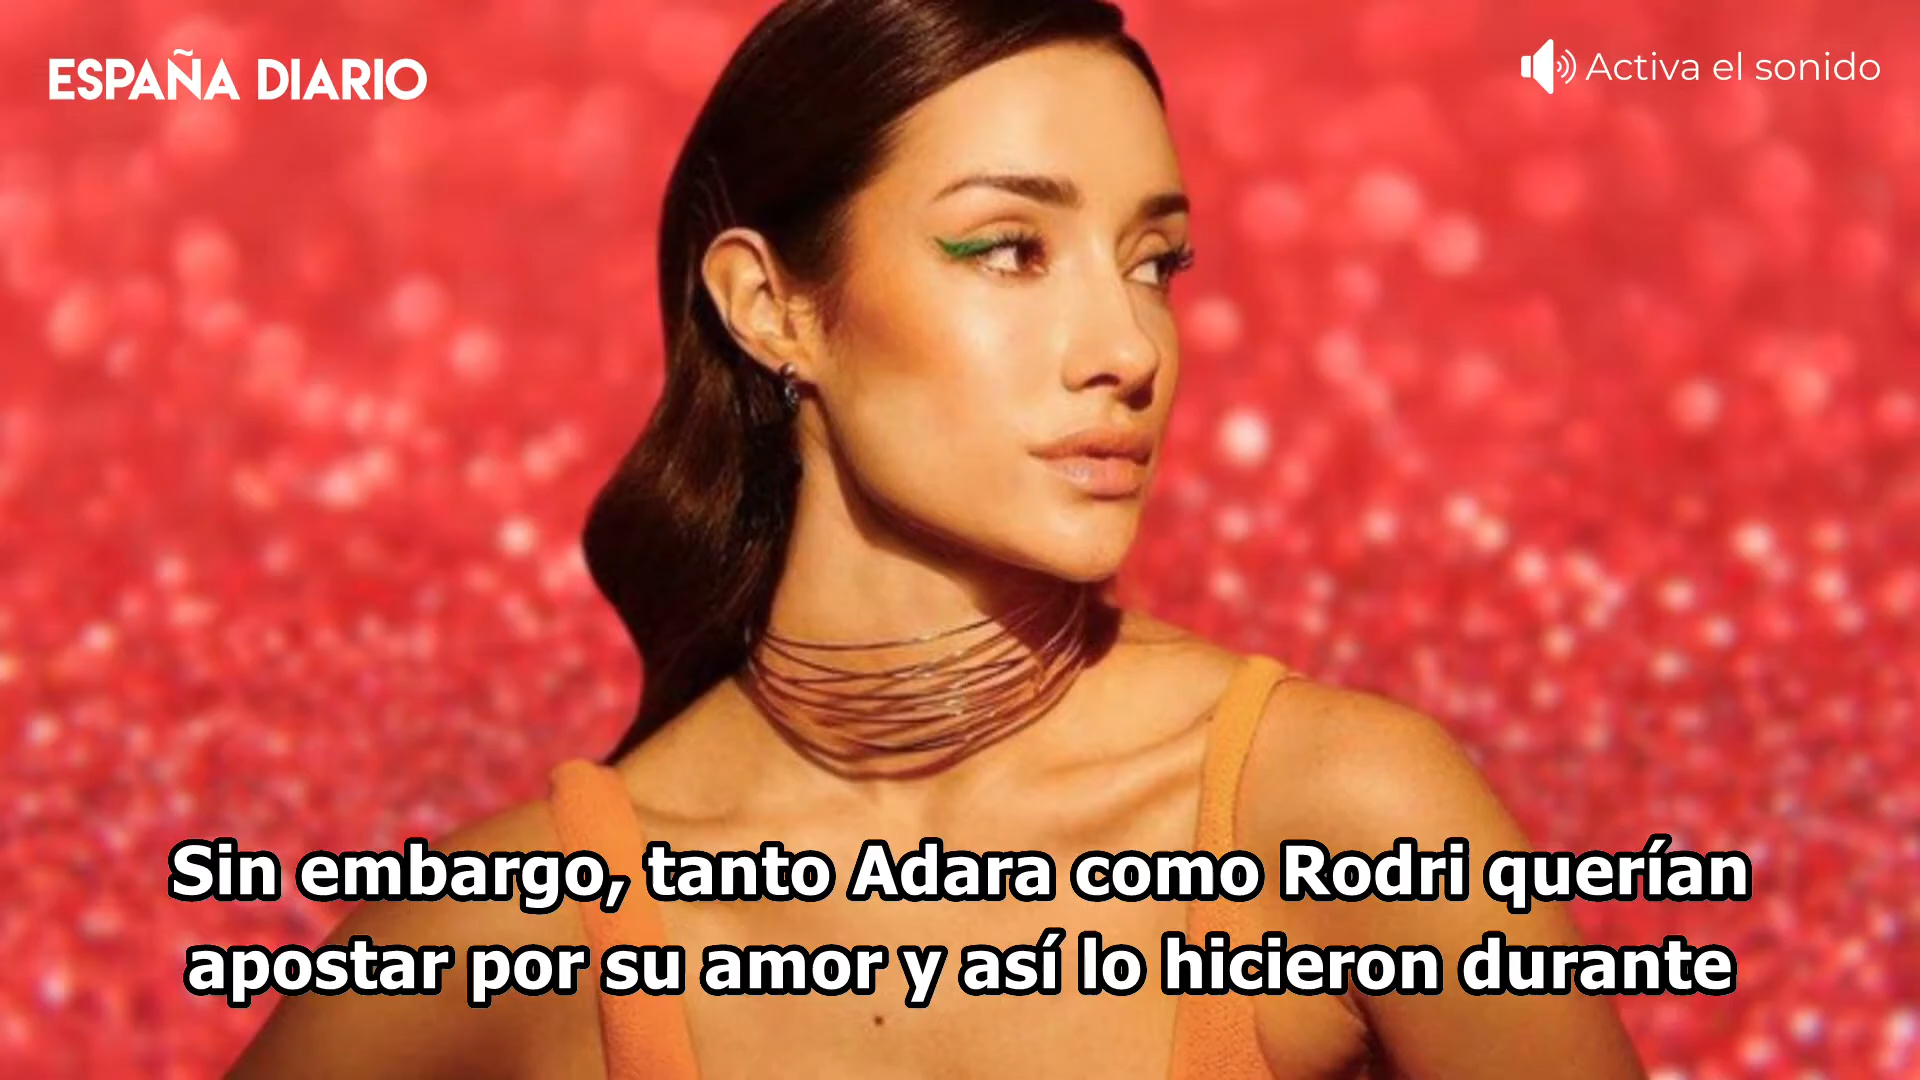 ESPAÑA DIARIO
Activa el sonido
Sin embargo, tanto Adara como Rodri querían
apostar por su amor y así lo hicieron durante